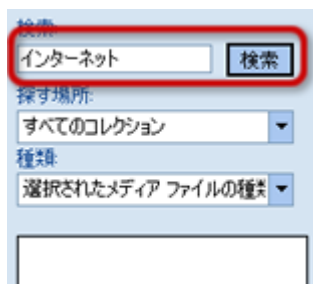 検索:
インターネット 検索
探す場所:
すべてのコレクション
種類:
選択されたメディア ファイルの種